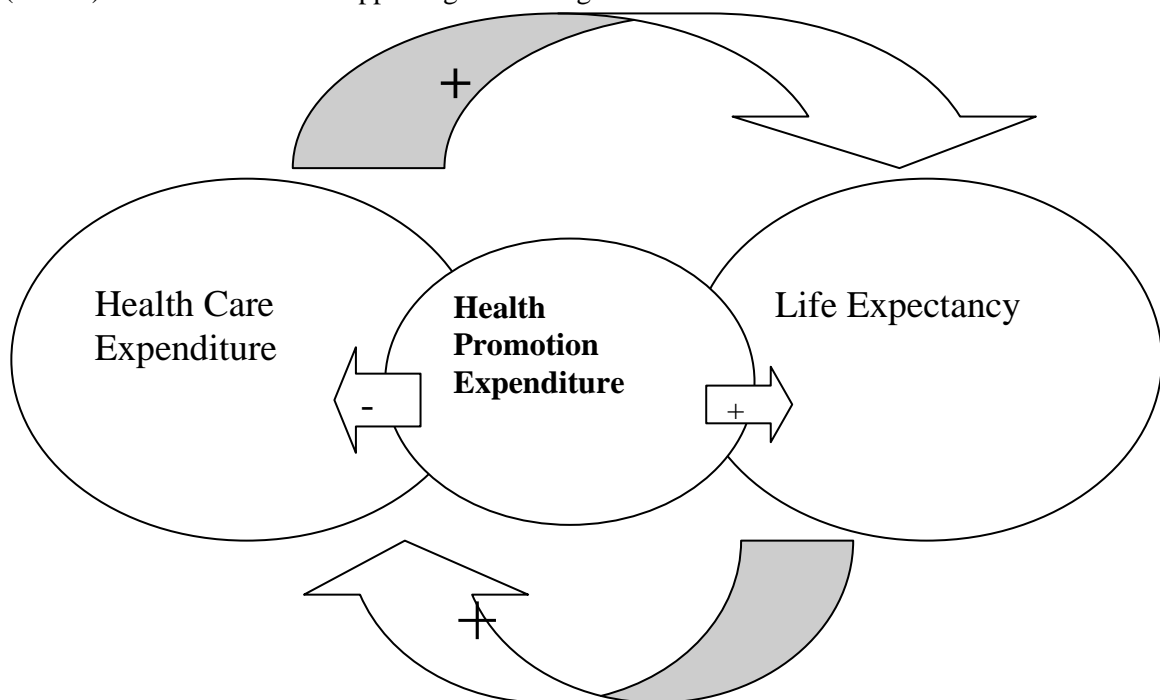 +
Health Care
Expenditure
Health
Promotion
Expenditure
Life Expectancy
-
+
+